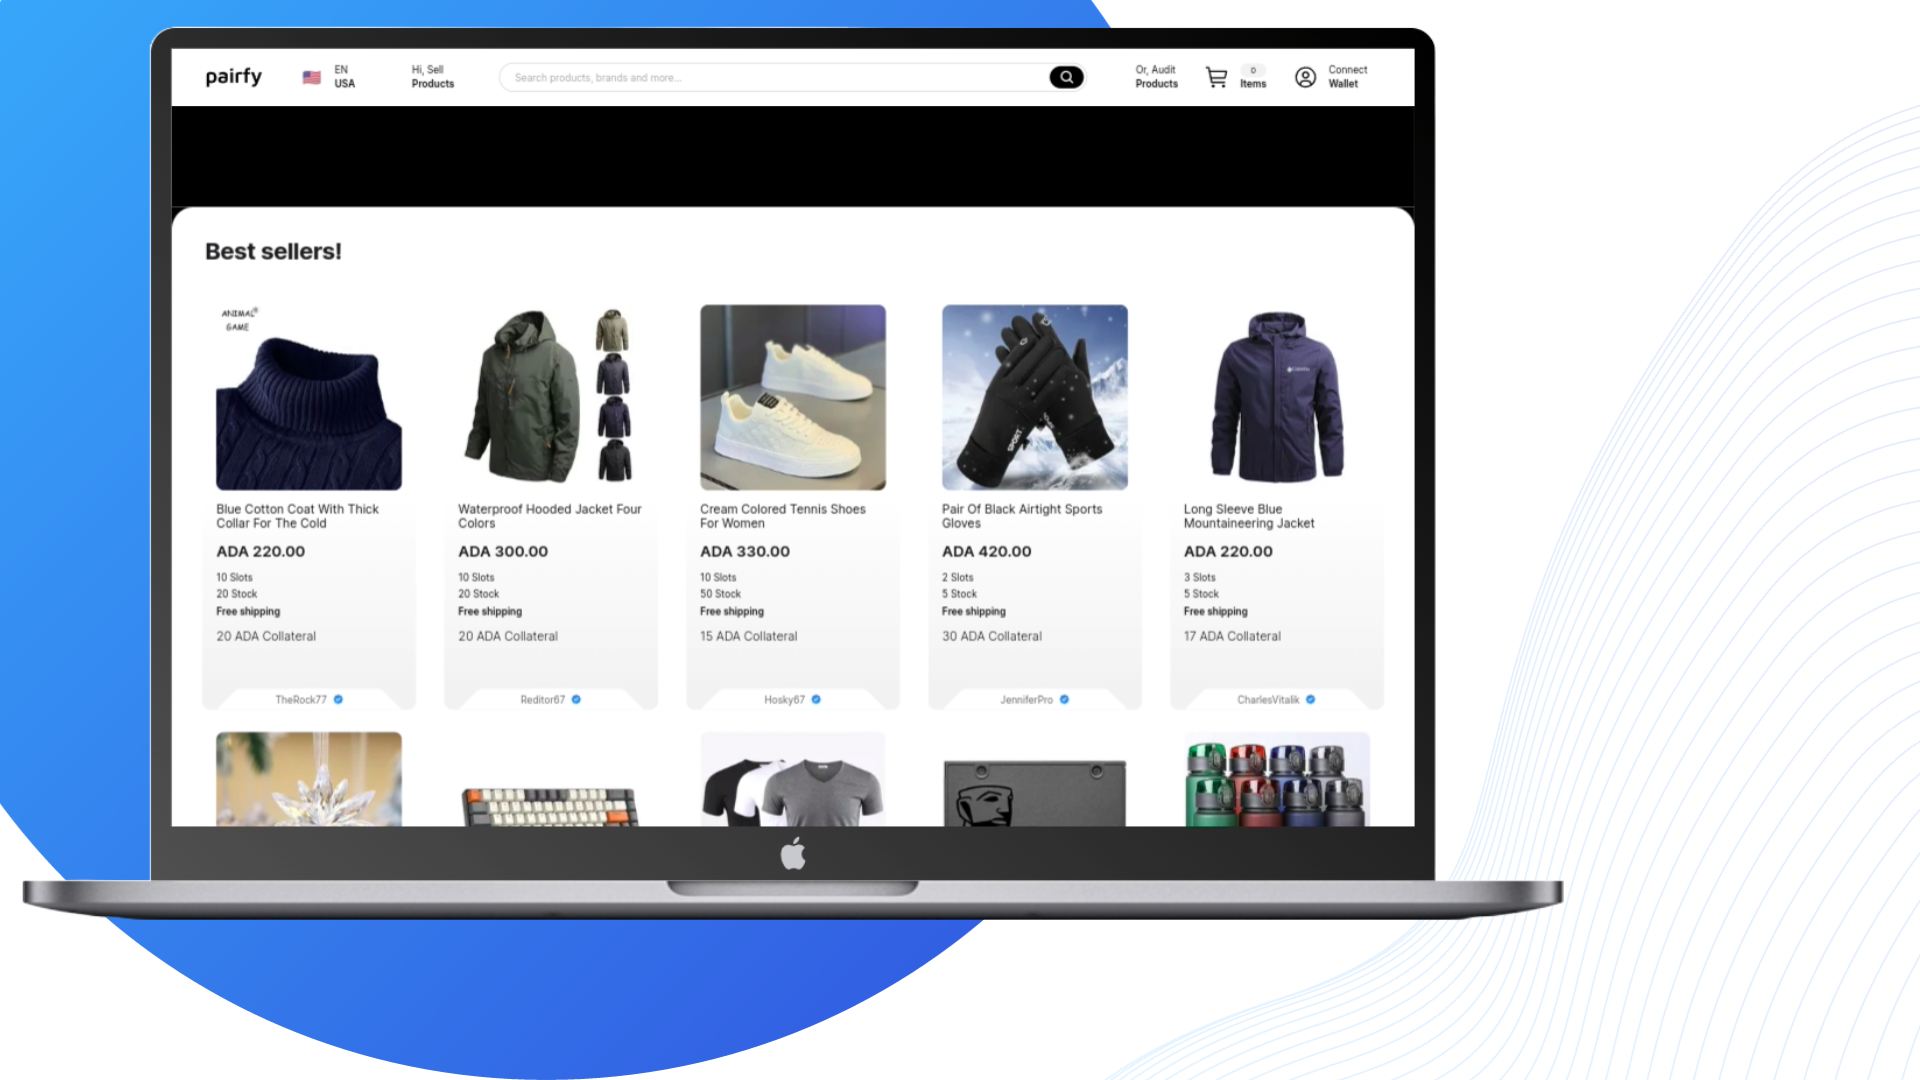 pairfy
EN
USA
Hi, Sell
Products
Search products, brands and more...
Or, Audit
Products
0
Items
Connect
Wallet
Best sellers!
ANIMAL®
GAME
SPORT
Columbia
Blue Cotton Coat With Thick
Collar For The Cold
ADA 220.00
10 Slots
20 Stock
Free shipping
20 ADA Collateral
TheRock77
Waterproof Hooded Jacket Four
Colors
ADA 300.00
10 Slots
20 Stock
Free shipping
20 ADA Collateral
Reditor67
Cream Colored Tennis Shoes
For Women
ADA 330.00
10 Slots
50 Stock
Free shipping
15 ADA Collateral
Hosky67
Pair Of Black Airtight Sports
Gloves
ADA 420.00
2 Slots
5 Stock
Free shipping
30 ADA Collateral
JenniferPro
Long Sleeve Blue
Mountaineering Jacket
ADA 220.00
3 Slots
5 Stock
Free shipping
17 ADA Collateral
CharlesVitalik